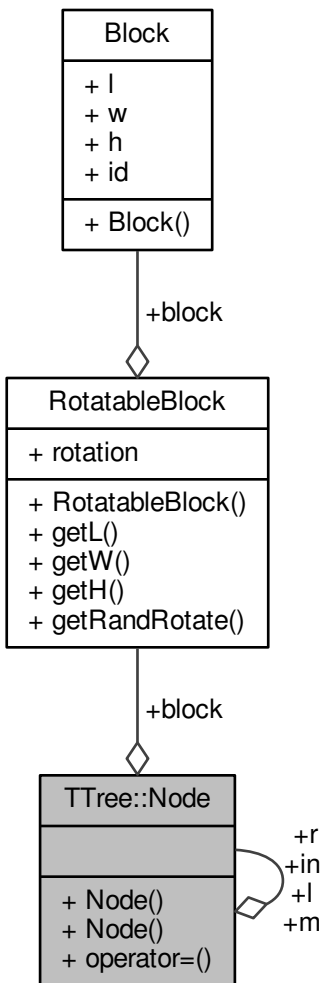 Block
+ l
+ w
+ h
+ id
+ Block()
+block
RotatableBlock
+ rotation
+ RotatableBlock()
+ getL()
+ getW()
+ getH()
+ getRandRotate()
+block
TTree::Node
+ Node()
+ Node()
+ operator=()
+r
+in
+l
+m